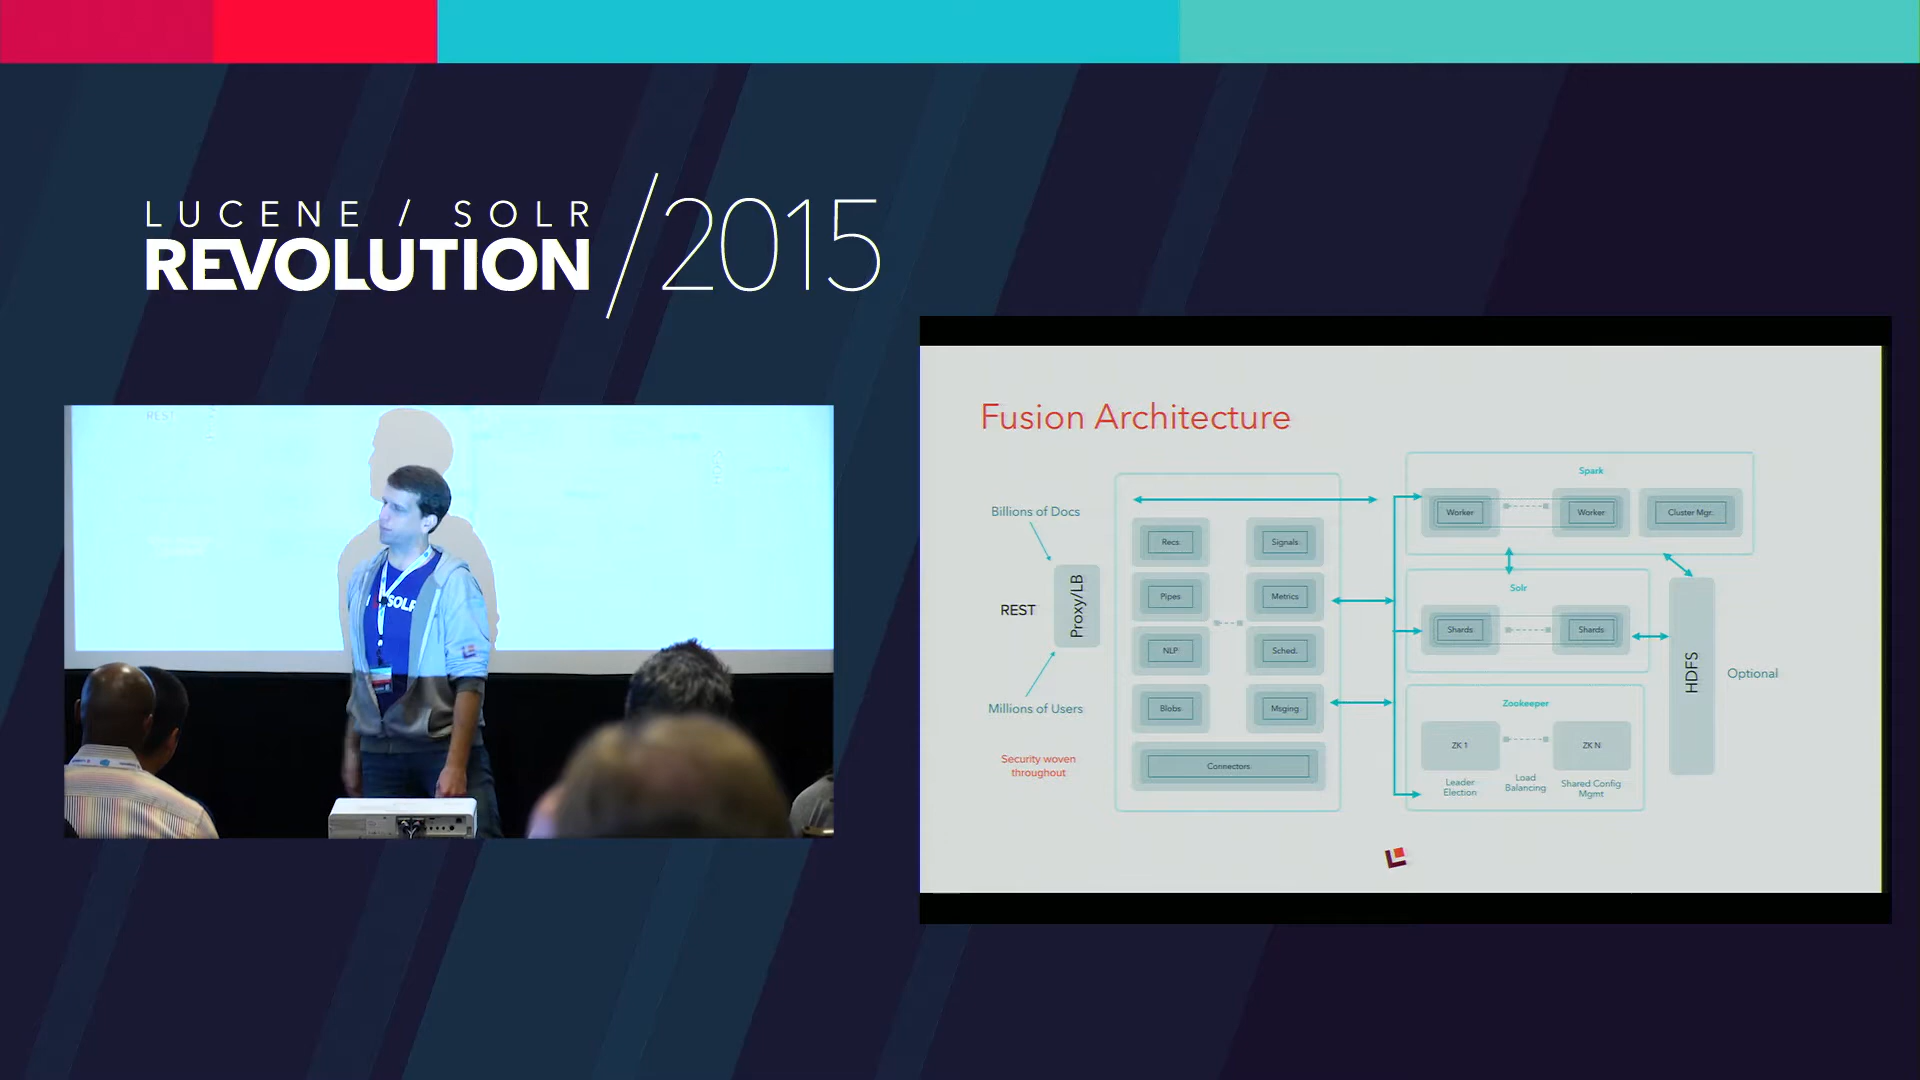 LUCENE / SOLR
REVOLUTION /2015
REST
SOLR
Fusion Architecture
Billions of Docs
REST
Proxy/LB
Millions of Users
Security woven
throughout
Recs
Signals
Pipes
Metrics
NLP
Sched.
Blobs
Msging
Connectors
Spark
Worker
Worker
Cluster Mgr.
Solr
Shards
Shards
Zookeeper
ZK 1
ZK N
Leader
Election
Load
Balancing
Shared Config
Mgmt
HDFS
Optional